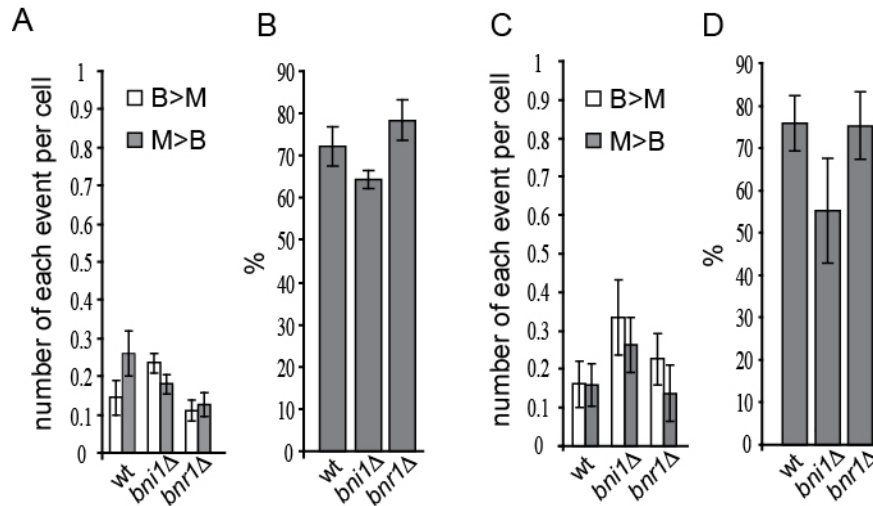 A
number of each event per cell
1
0.9
0.8
0.7
0.6
0.5
0.4
0.3
0.2
0.1
0
B>M
M>B
wt
bni1Δ
bnr1Δ
B
%
90
80
70
60
50
40
30
20
10
0
wt
bni1Δ
bnr1Δ
C
number of each event per cell
1
0.9
0.8
0.7
0.6
0.5
0.4
0.3
0.2
0.1
0
B>M
M>B
wt
bni1Δ
bnr1Δ
D
%
90
80
70
60
50
40
30
20
10
0
wt
bni1Δ
bnr1Δ